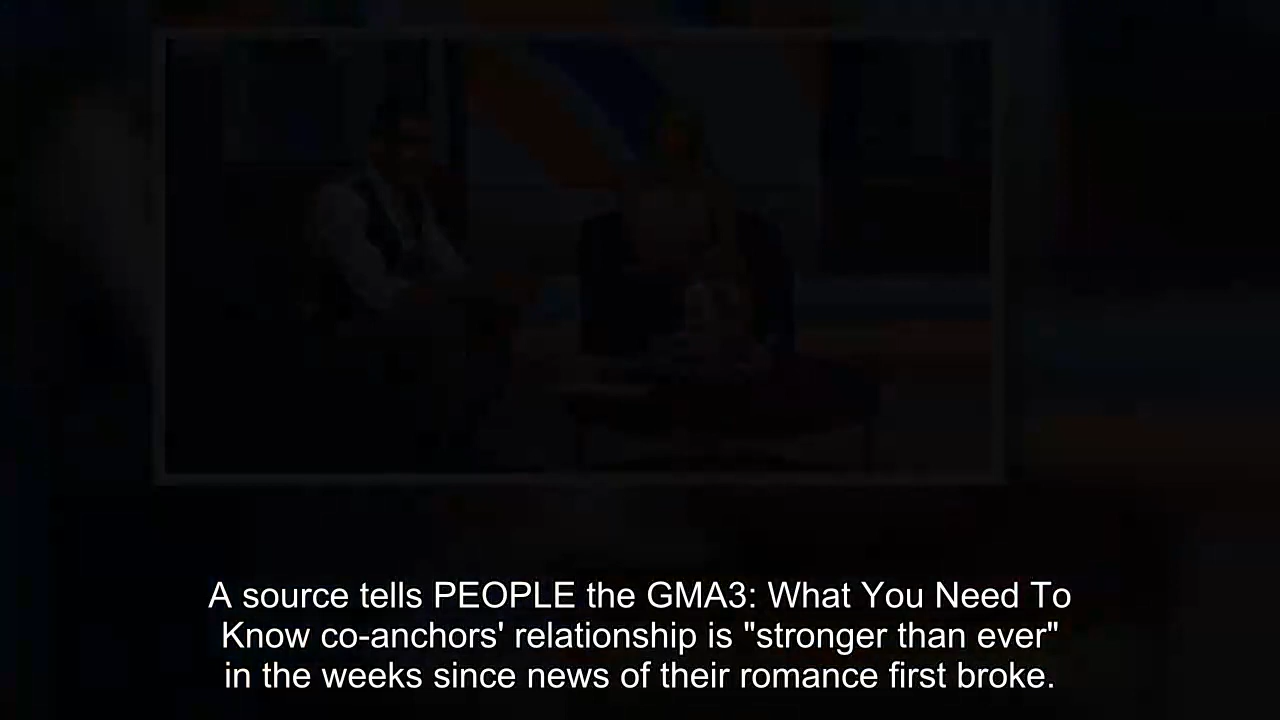 A source tells PEOPLE the GMA3: What You Need To
Know co-anchors' relationship is "stronger than ever"
in the weeks since news of their romance first broke.